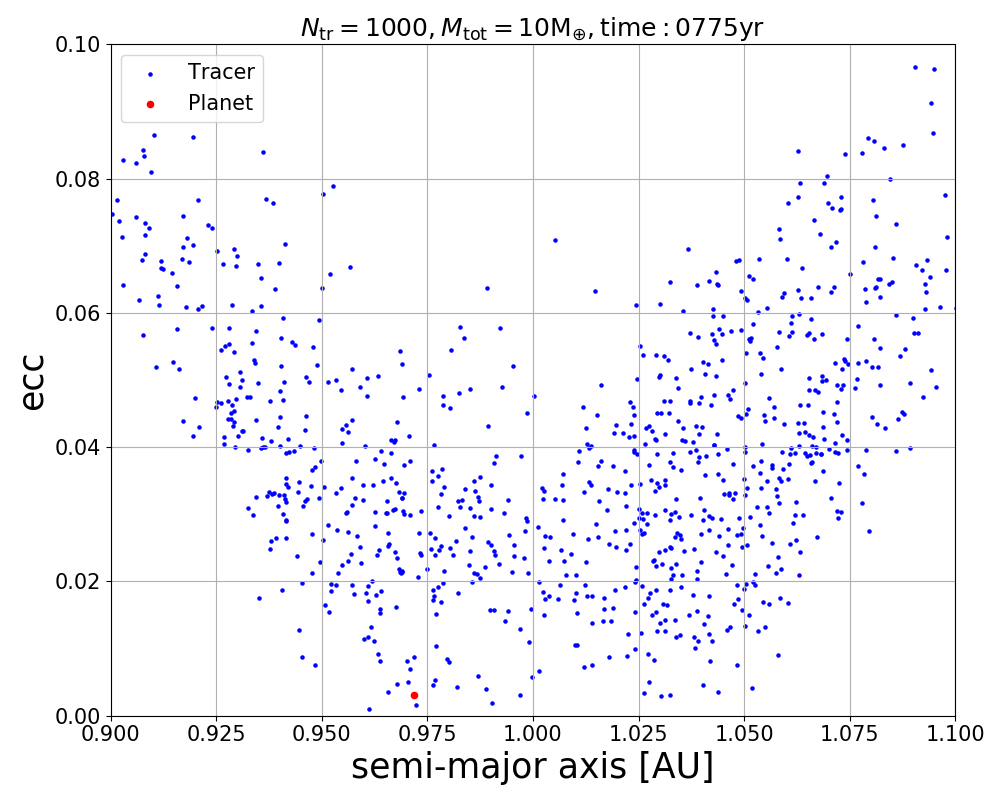 N_tr = 1000, M_tot = 10M_⊕, time : 0775yr
0.10
Tracer
Planet
0.08
0.06
ecc
0.04
0.02
0.00
0.900 0.925 0.950 0.975 1.000 1.025 1.050 1.075 1.100
semi-major axis [AU]